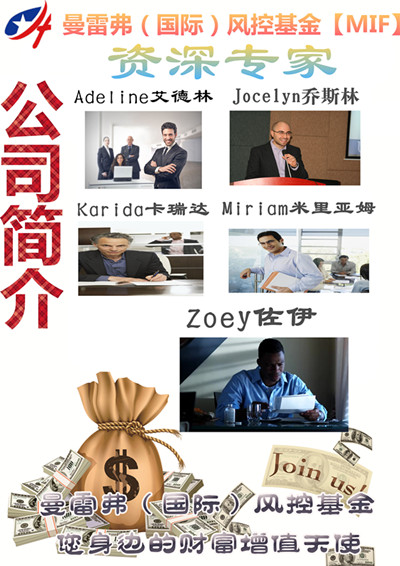 曼雷弗（国际）风控基金【MIF】
资深专家
公司简介
Adeline艾德林
Jocelyn乔斯林
Karida卡瑞达
Miriam米里亚姆
Zoey佐伊
$
Join us!
曼雷弗（国际）风控基金
您身边的财富增值天使